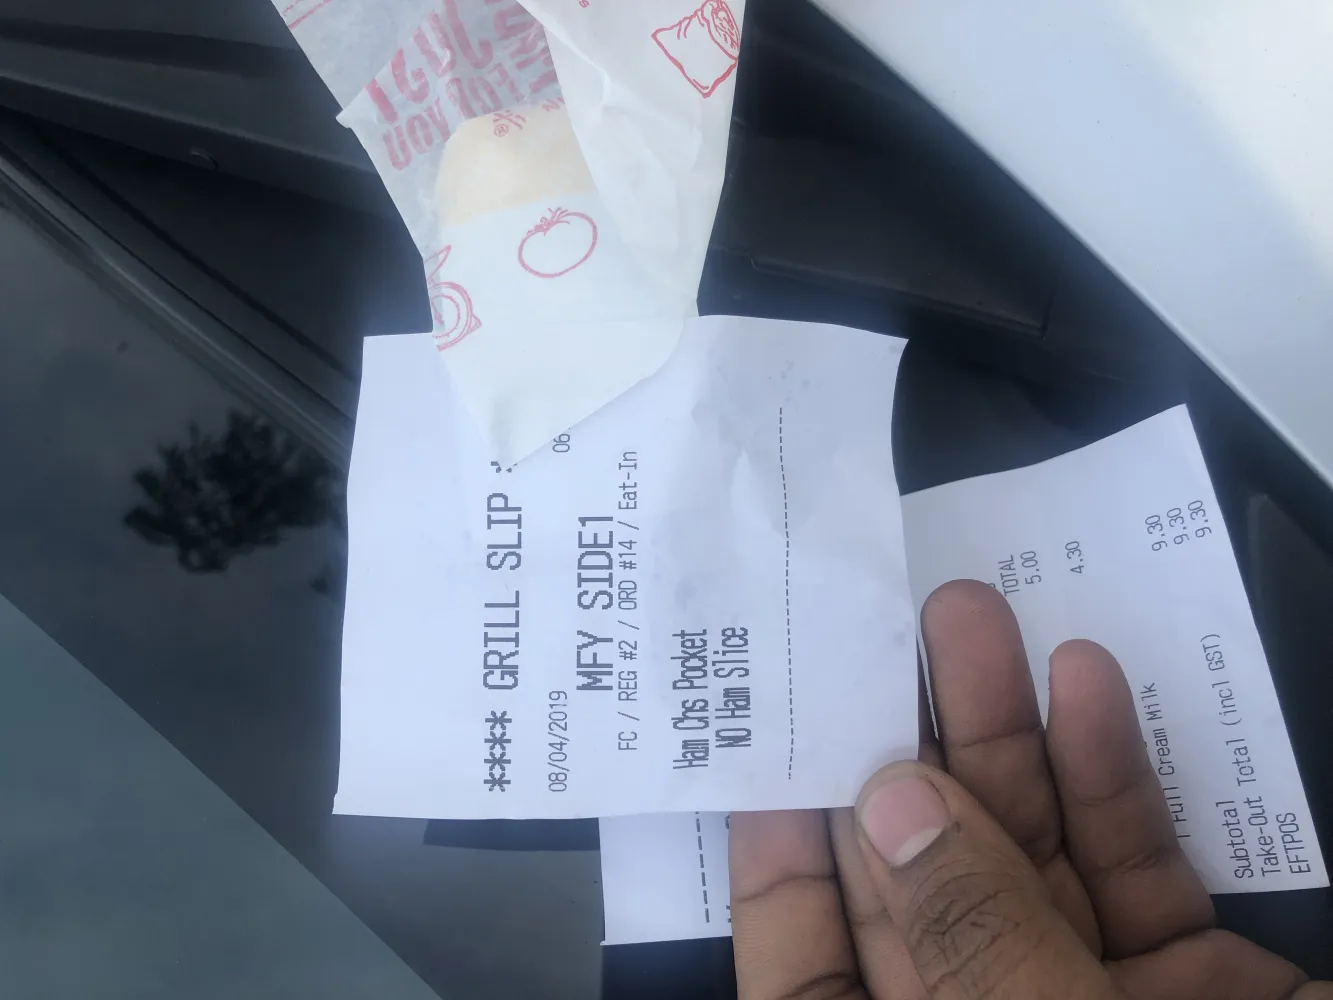 **** GRILL SLIP
08/04/2019 06
MFY SIDE1
FC / REG #2 / ORD #14 / Eat-In
Ham Chs Pocket
NO Ham Slice
TOTAL
5.00
4.30
Full Cream Milk
Subtotal 9.30
Take-Out Total (incl GST) 9.30
EFTPOS 9.30